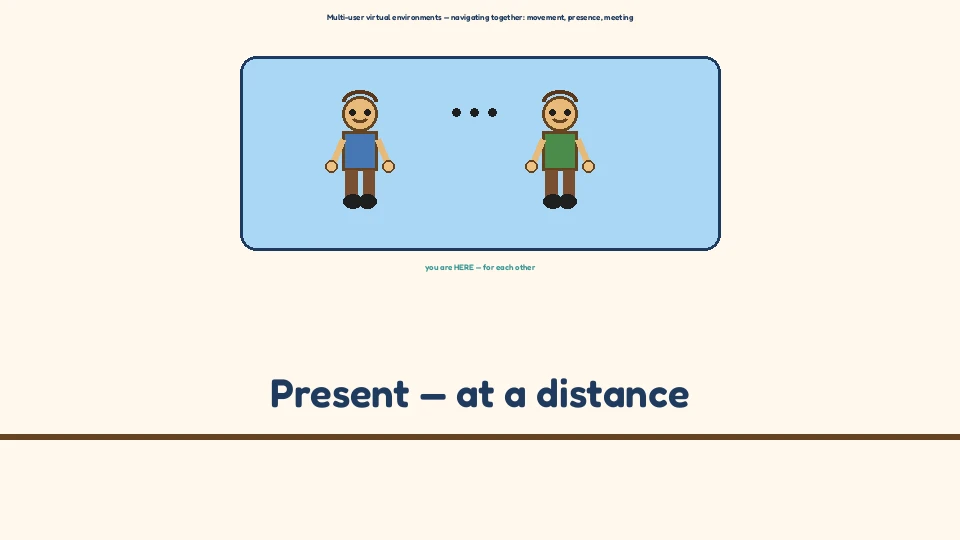 Multi-user virtual environments — navigating together: movement, presence, meeting
you are HERE — for each other
Present — at a distance